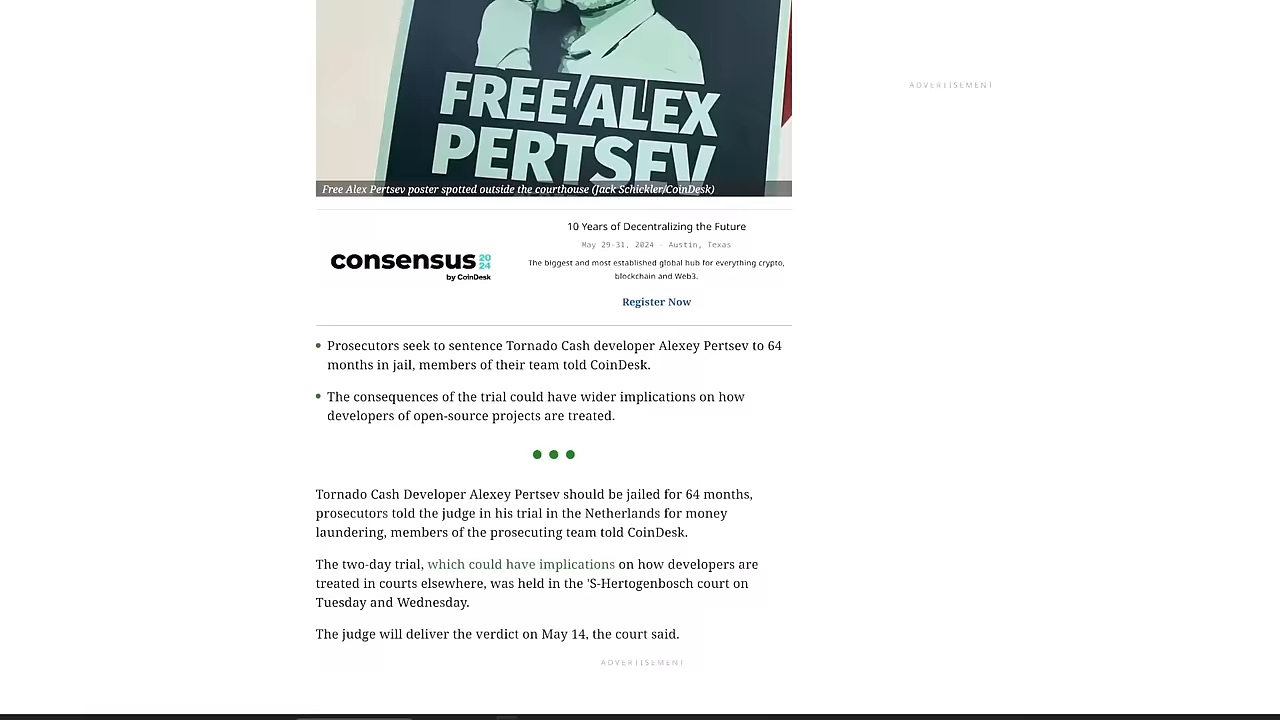 ADVERTISEMENT
FREE ALEX
PERTSEV
Free Alex Pertsev poster spotted outside the courthouse (Jack Schickler/CoinDesk)
consensus 2024
by CoinDesk
10 Years of Decentralizing the Future
May 29-31, 2024 - Austin, Texas
The biggest and most established global hub for everything crypto,
blockchain and Web3.
Register Now
• Prosecutors seek to sentence Tornado Cash developer Alexey Pertsev to 64
months in jail, members of their team told CoinDesk.
• The consequences of the trial could have wider implications on how
developers of open-source projects are treated.
Tornado Cash Developer Alexey Pertsev should be jailed for 64 months,
prosecutors told the judge in his trial in the Netherlands for money
laundering, members of the prosecuting team told CoinDesk.
The two-day trial, which could have implications on how developers are
treated in courts elsewhere, was held in the 'S-Hertogenbosch court on
Tuesday and Wednesday.
The judge will deliver the verdict on May 14, the court said.
ADVERTISEMENT